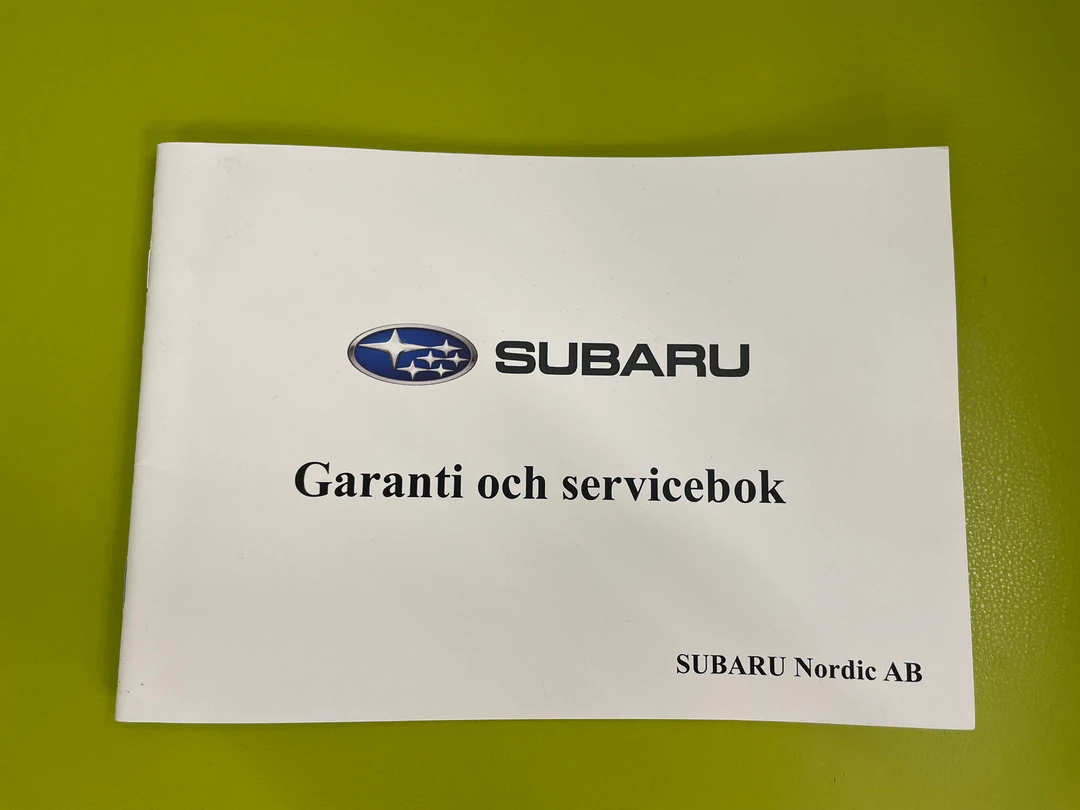 SUBARU
Garanti och servicebok
SUBARU Nordic AB